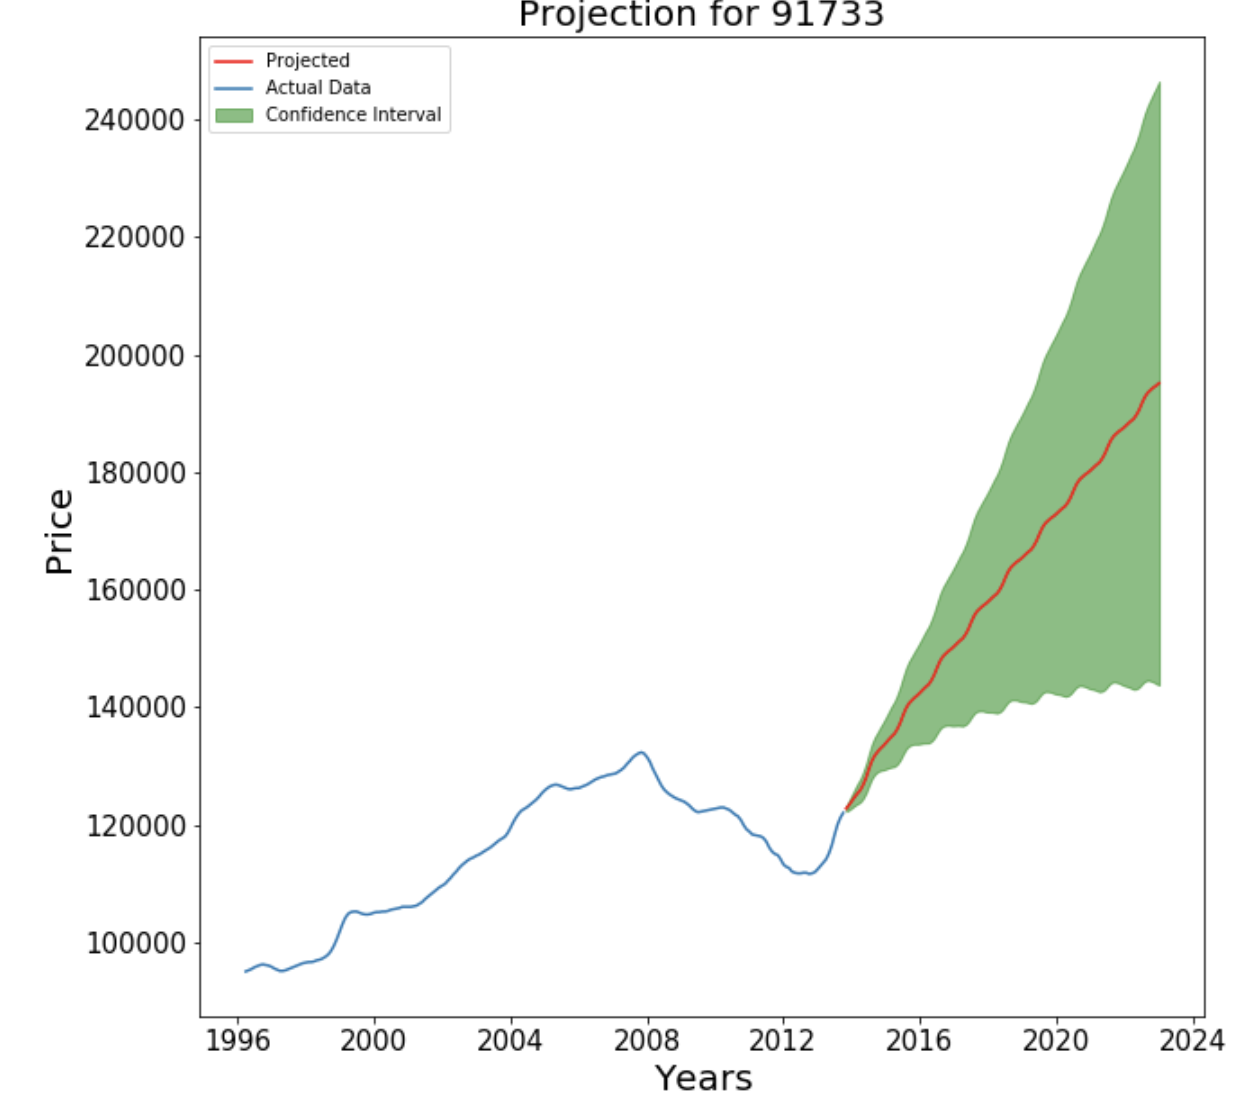 Projection for 91733
Projected
Actual Data
Confidence Interval
240000
220000
200000
180000
160000
140000
120000
100000
Price
1996 2000 2004 2008 2012 2016 2020 2024
Years